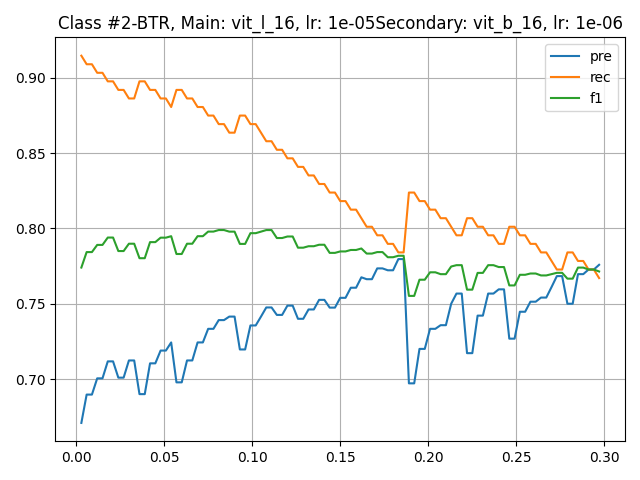 Class #2-BTR, Main: vit_l_16, lr: 1e-05Secondary: vit_b_16, lr: 1e-06
pre
rec
f1
0.90
0.85
0.80
0.75
0.70
0.00 0.05 0.10 0.15 0.20 0.25 0.30